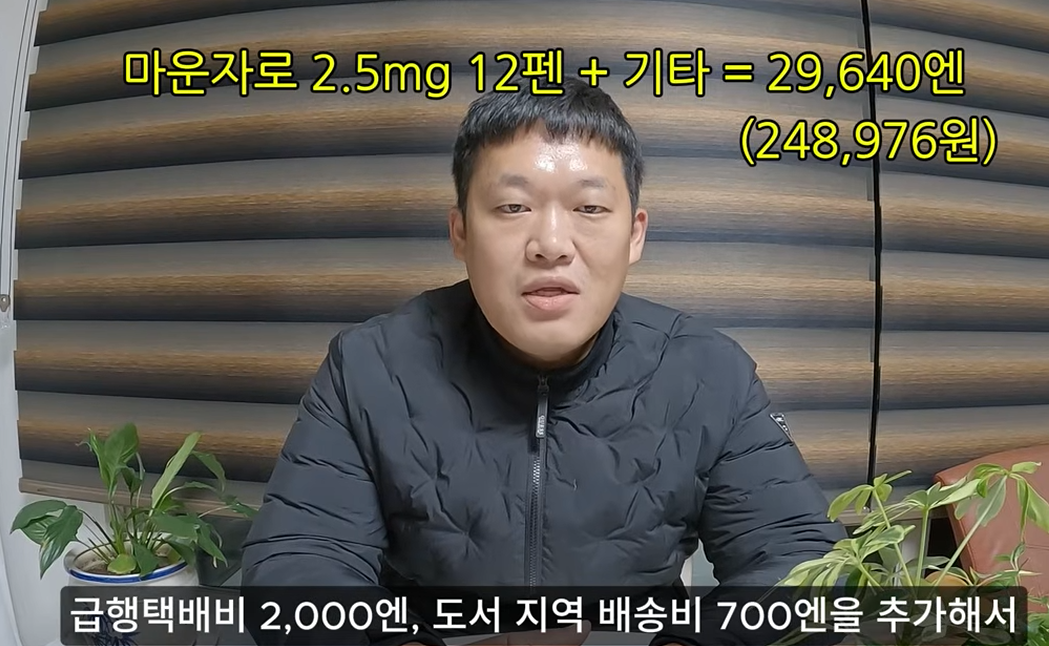 마운자로 2.5mg 12펜 + 기타 = 29,640엔
(248,976원)
급행택배비 2,000엔, 도서 지역 배송비 700엔을 추가해서